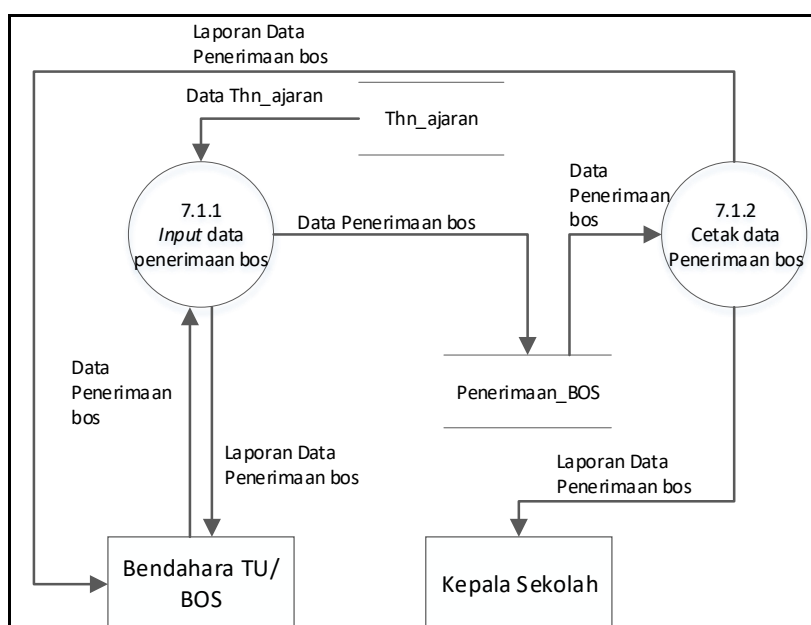 Laporan Data
Penerimaan bos
Data Thn_ajaran
Thn_ajaran
7.1.1
Input data
penerimaan bos
Data Penerimaan bos
Data
Penerimaan
bos
7.1.2
Cetak data
Penerimaan bos
Data
Penerimaan
bos
Penerimaan_BOS
Laporan Data
Penerimaan bos
Laporan Data
Penerimaan bos
Bendahara TU/
BOS
Kepala Sekolah